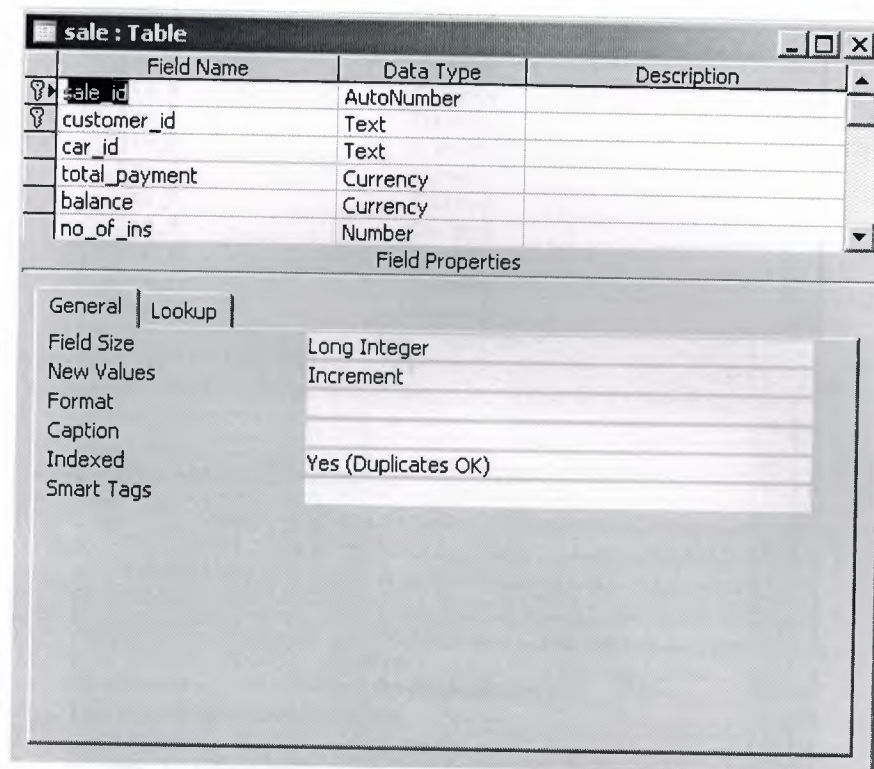 sale : Table
Field Name Data Type Description
sale_id AutoNumber
customer_id Text
car_id Text
total_payment Currency
balance Currency
no_of_ins Number
Field Properties
General Lookup
Field Size Long Integer
New Values Increment
Format
Caption
Indexed Yes (Duplicates OK)
Smart Tags